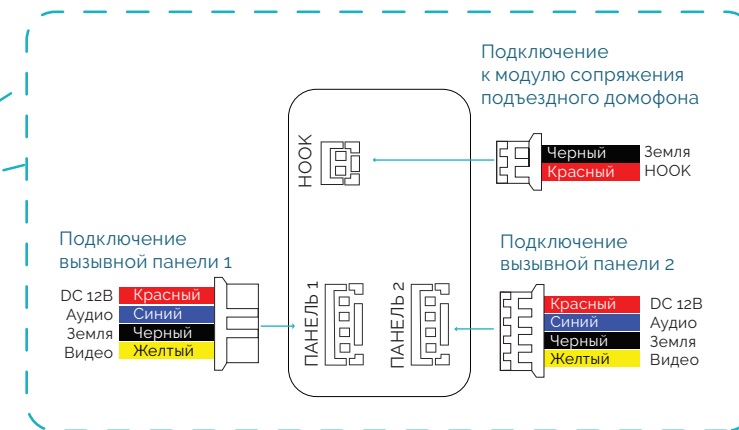 Подключение
к модулю сопряжения
подъездного домофона
HOOK
Черный Земля
Красный HOOK
Подключение
вызывной панели 1
DC 12В Красный
Аудио Синий
Земля Черный
Видео Желтый
ПАНЕЛЬ 1
ПАНЕЛЬ 2
Подключение
вызывной панели 2
Красный DC 12В
Синий Аудио
Черный Земля
Желтый Видео